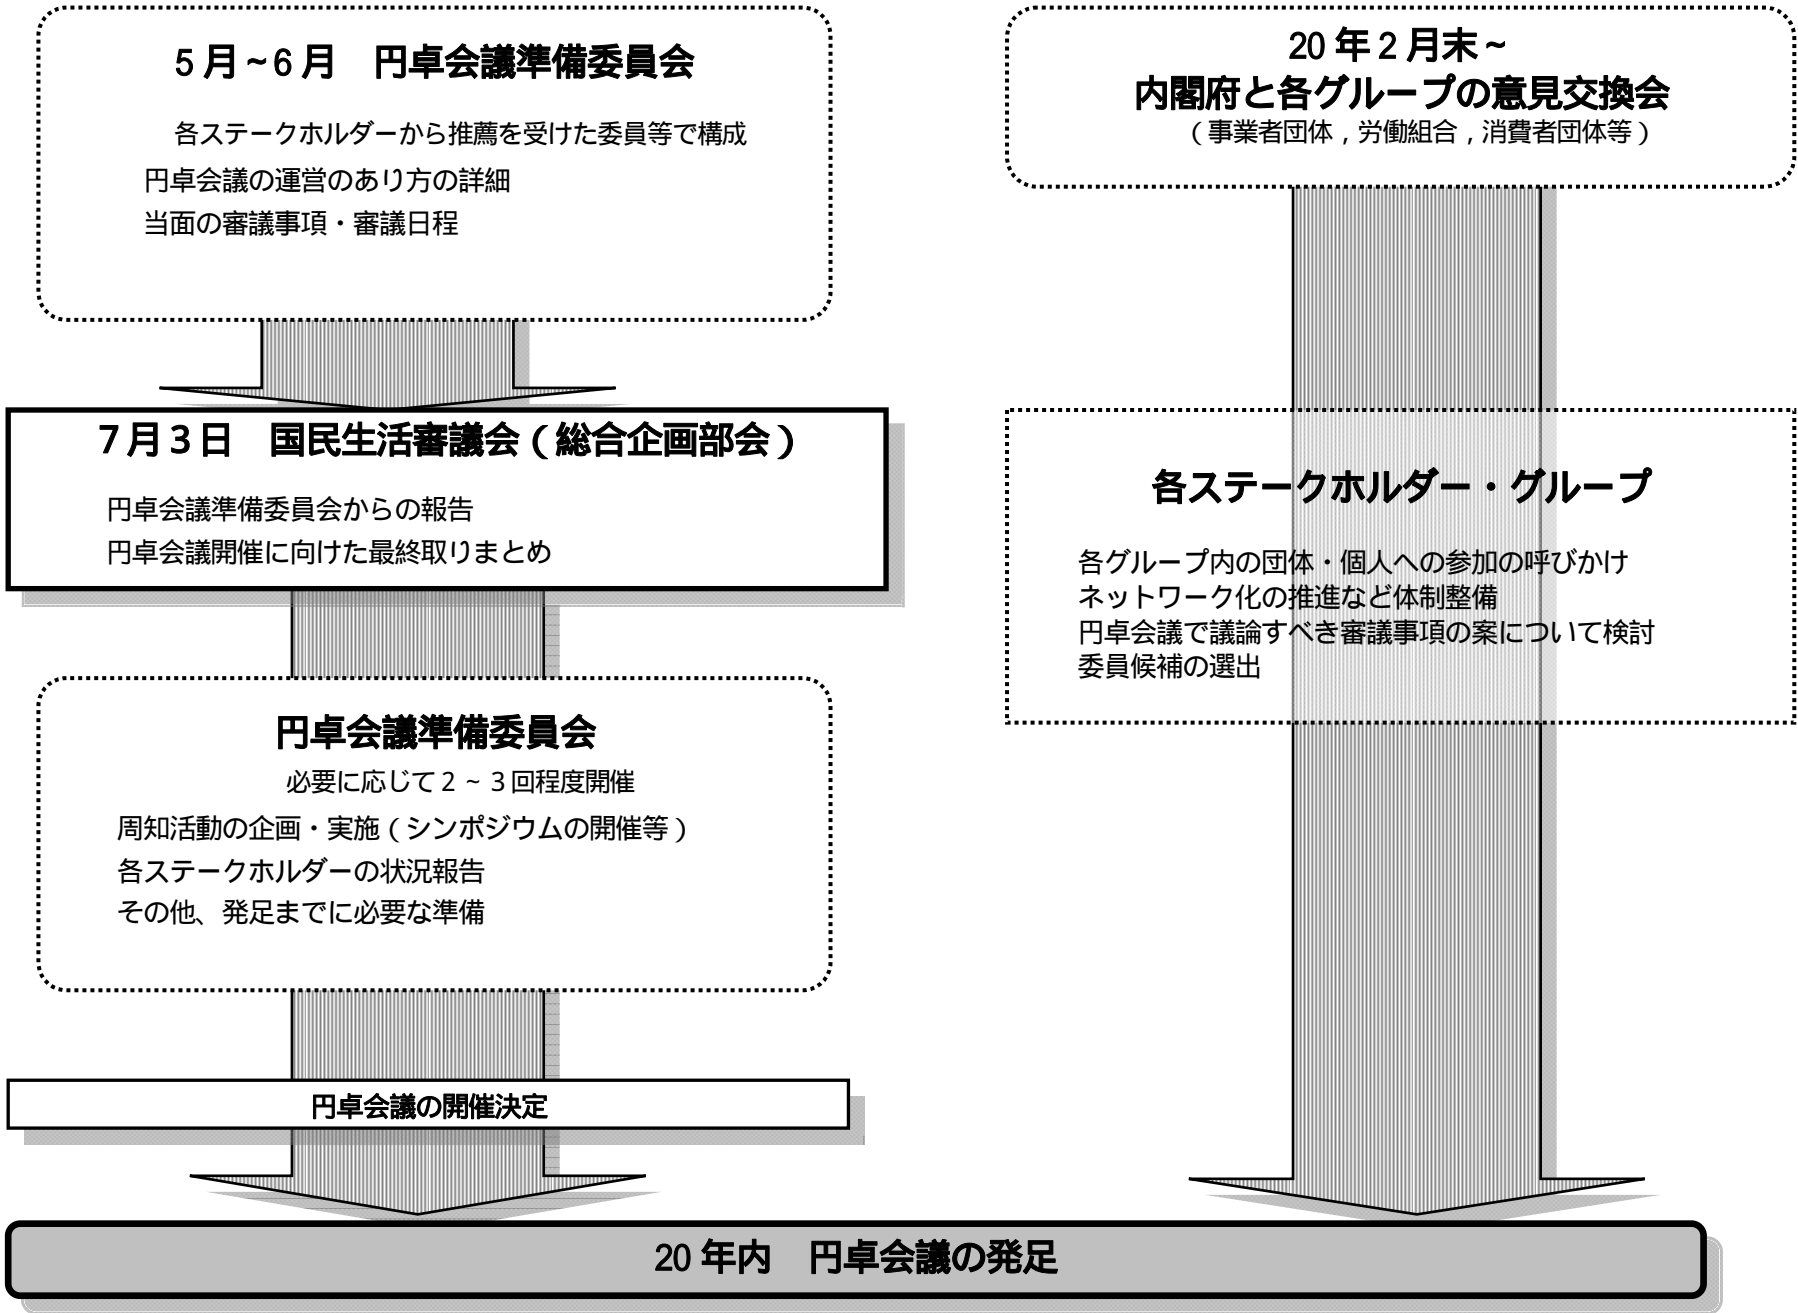 5月~6月　円卓会議準備委員会
各ステークホルダーから推薦を受けた委員等で構成
円卓会議の運営のあり方の詳細
当面の審議事項・審議日程
7月3日　国民生活審議会（総合企画部会）
円卓会議準備委員会からの報告
円卓会議開催に向けた最終取りまとめ
円卓会議準備委員会
必要に応じて２～３回程度開催
周知活動の企画・実施（シンポジウムの開催等）
各ステークホルダーの状況報告
その他、発足までに必要な準備
円卓会議の開催決定
20年2月末~
内閣府と各グループの意見交換会
（事業者団体，労働組合，消費者団体等）
各ステークホルダー・グループ
各グループ内の団体・個人への参加の呼びかけ
ネットワーク化の推進など体制整備
円卓会議で議論すべき審議事項の案について検討
委員候補の選出
20年内　円卓会議の発足